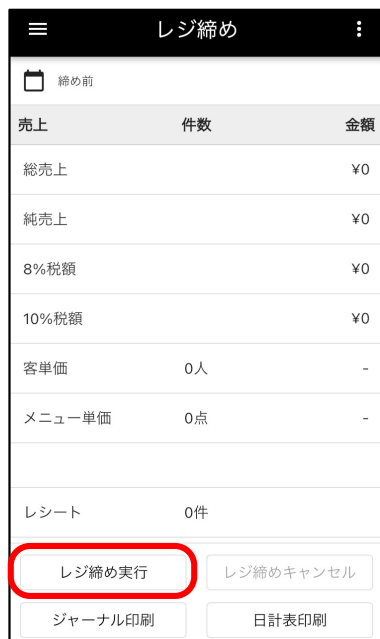 レジ締め
締め前
売上 件数 金額
総売上 ¥0
純売上 ¥0
8%税額 ¥0
10%税額 ¥0
客単価 0人 -
メニュー単価 0点 -
レシート 0件
レジ締め実行 レジ締めキャンセル
ジャーナル印刷 日計表印刷